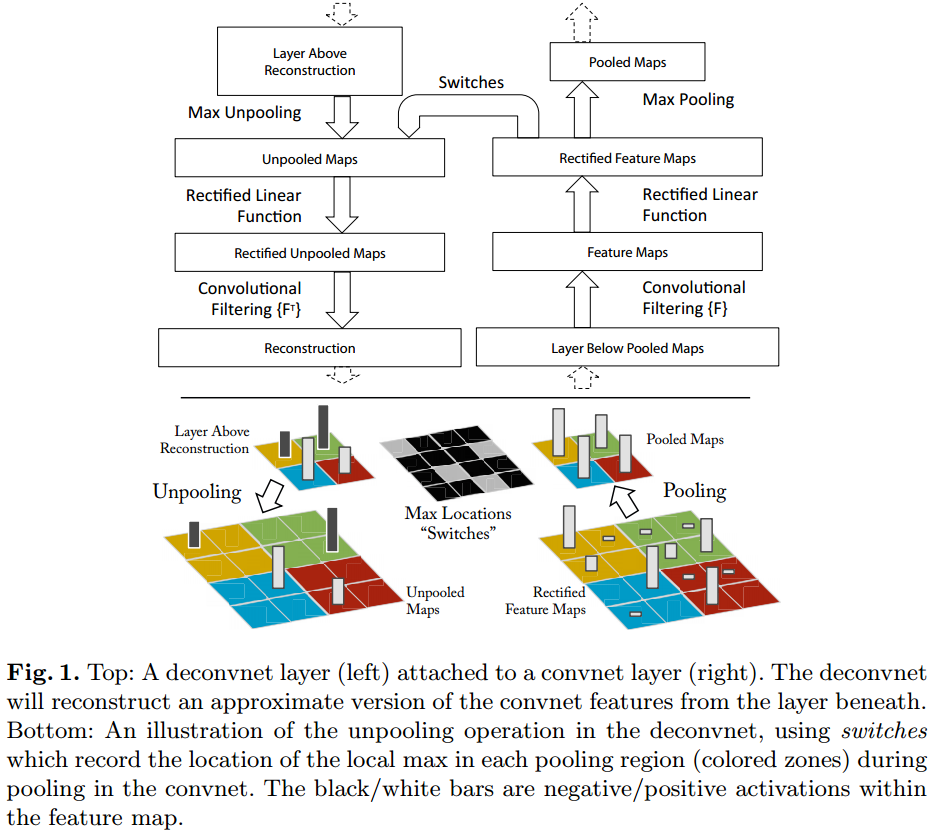 Layer Above
Reconstruction
Pooled Maps
Switches
Max Unpooling
Max Pooling
Unpooled Maps
Rectified Feature Maps
Rectified Linear
Function
Rectified Linear
Function
Rectified Unpooled Maps
Feature Maps
Convolutional
Filtering {Fᵀ}
Convolutional
Filtering {F}
Reconstruction
Layer Below Pooled Maps
Layer Above
Reconstruction
Pooled Maps
Unpooling
Max Locations
“Switches”
Pooling
Unpooled
Maps
Rectified
Feature Maps
Fig. 1. Top: A deconvnet layer (left) attached to a convnet layer (right). The deconvnet
will reconstruct an approximate version of the convnet features from the layer beneath.
Bottom: An illustration of the unpooling operation in the deconvnet, using switches
which record the location of the local max in each pooling region (colored zones) during
pooling in the convnet. The black/white bars are negative/positive activations within
the feature map.